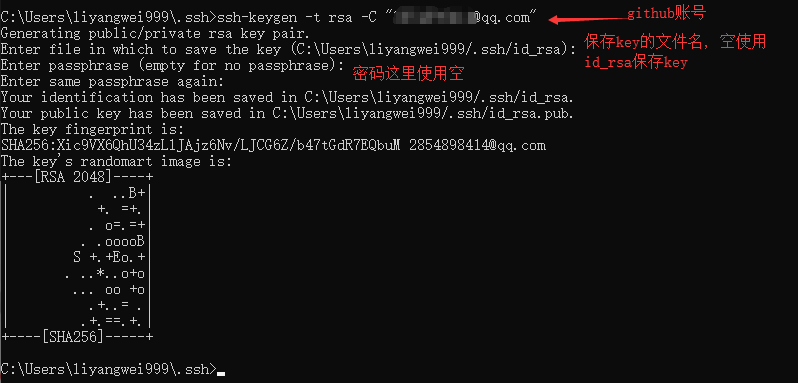 C:\Users\liyangwei999\.ssh>ssh-keygen -t rsa -C "2@qq.com"
github账号
Generating public/private rsa key pair.
Enter file in which to save the key (C:\Users\liyangwei999/.ssh/id_rsa):
保存key的文件名，空使用
id_rsa保存key
Enter passphrase (empty for no passphrase):
密码这里使用空
Enter same passphrase again:
Your identification has been saved in C:\Users\liyangwei999/.ssh/id_rsa.
Your public key has been saved in C:\Users\liyangwei999/.ssh/id_rsa.pub.
The key fingerprint is:
SHA256:Xic9VX6QhU34zLlJAjz6Nv/LJCG6Z/b47tGdR7EQbuM 2854898414@qq.com
The key's randomart image is:
+---[RSA 2048]----+
|          .  ..B+|
|           +. =+.|
|          . o=.=+|
|         . .ooooB|
|        S +.+Eo.+|
|       . ..*..o+o|
|        ... oo +o|
|          .+..= .|
|         .+.==.+.|
+----[SHA256]-----+
C:\Users\liyangwei999\.ssh>